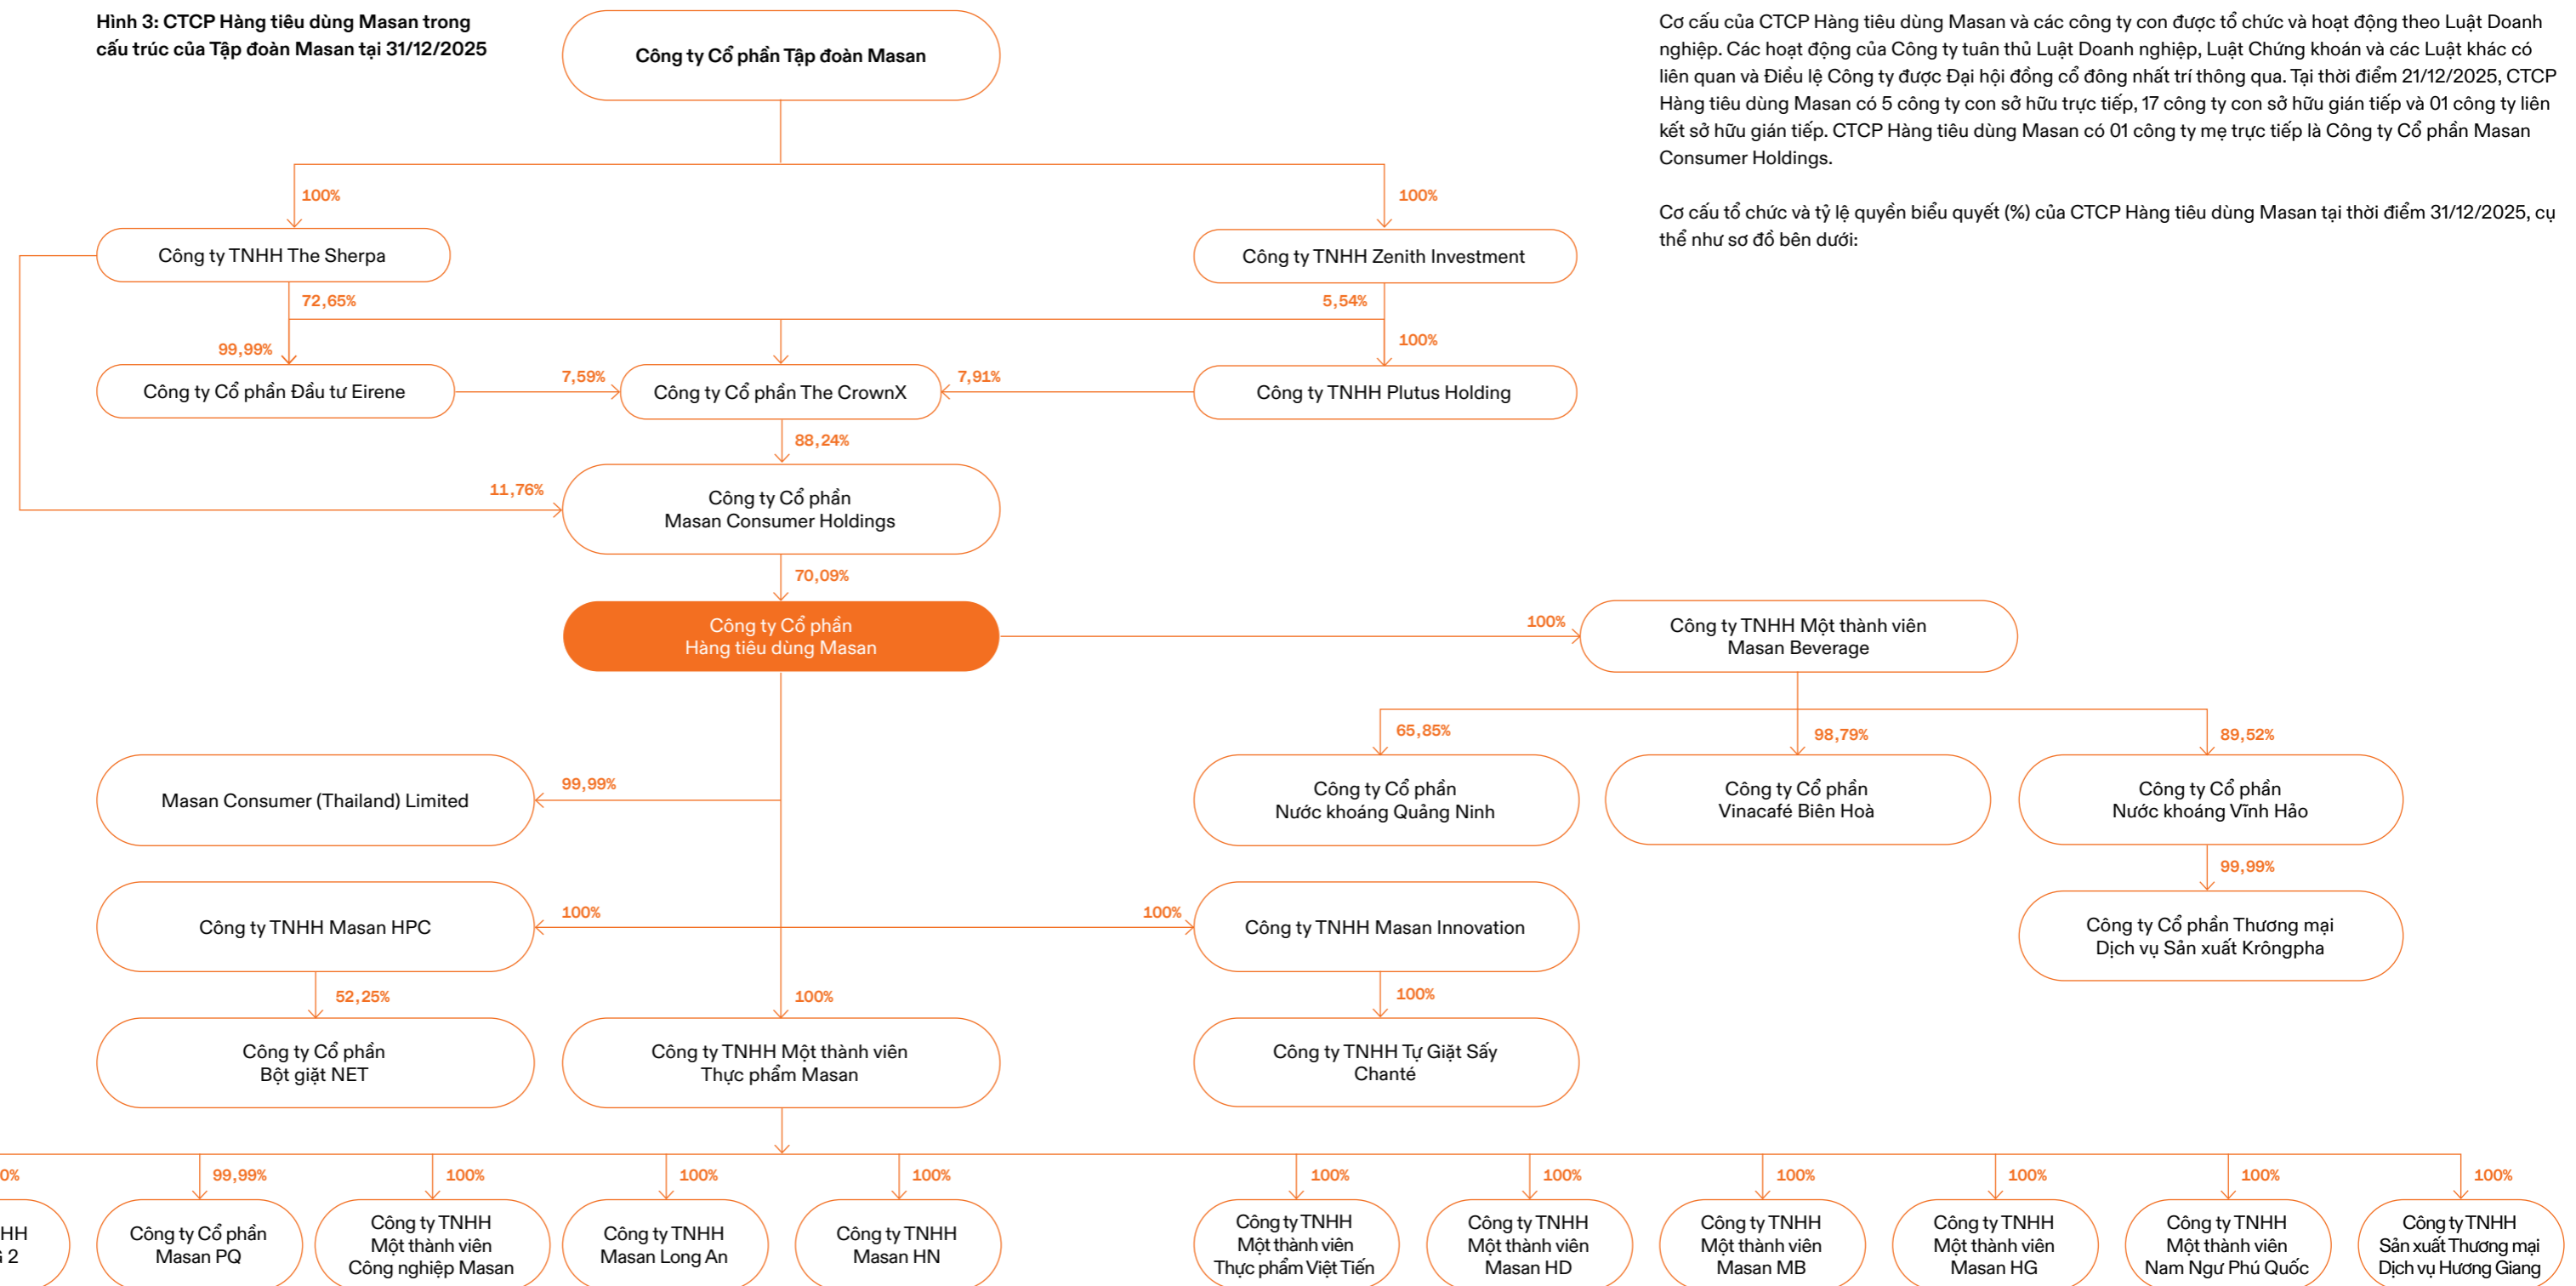 Hình 3: CTCP Hàng tiêu dùng Masan trong
cấu trúc của Tập đoàn Masan tại 31/12/2025
Công ty Cổ phần Tập đoàn Masan
Cơ cấu của CTCP Hàng tiêu dùng Masan và các công ty con được tổ chức và hoạt động theo Luật Doanh
nghiệp. Các hoạt động của Công ty tuân thủ Luật Doanh nghiệp, Luật Chứng khoán và các Luật khác có
liên quan và Điều lệ Công ty được Đại hội đồng cổ đông nhất trí thông qua. Tại thời điểm 21/12/2025, CTCP
Hàng tiêu dùng Masan có 5 công ty con sở hữu trực tiếp, 17 công ty con sở hữu gián tiếp và 01 công ty liên
kết sở hữu gián tiếp. CTCP Hàng tiêu dùng Masan có 01 công ty mẹ trực tiếp là Công ty Cổ phần Masan
Consumer Holdings.
Cơ cấu tổ chức và tỷ lệ quyền biểu quyết (%) của CTCP Hàng tiêu dùng Masan tại thời điểm 31/12/2025, cụ
thể như sơ đồ bên dưới:
100%
100%
Công ty TNHH The Sherpa
Công ty TNHH Zenith Investment
72,65%
5,54%
99,99%
100%
Công ty Cổ phần Đầu tư Eirene
7,59%
Công ty Cổ phần The CrownX
7,91%
Công ty TNHH Plutus Holding
88,24%
11,76%
Công ty Cổ phần
Masan Consumer Holdings
70,09%
Công ty Cổ phần
Hàng tiêu dùng Masan
100%
Công ty TNHH Một thành viên
Masan Beverage
65,85%
98,79%
89,52%
99,99%
Masan Consumer (Thailand) Limited
Công ty Cổ phần
Nước khoáng Quảng Ninh
Công ty Cổ phần
Vinacafé Biên Hoà
Công ty Cổ phần
Nước khoáng Vĩnh Hảo
99,99%
Công ty TNHH Masan HPC
100%
100%
Công ty TNHH Masan Innovation
Công ty Cổ phần Thương mại
Dịch vụ Sản xuất Krôngpha
52,25%
100%
100%
Công ty Cổ phần
Bột giặt NET
Công ty TNHH Một thành viên
Thực phẩm Masan
Công ty TNHH Tự Giặt Sấy
Chanté
0%
99,99%
100%
100%
100%
100%
100%
100%
100%
100%
100%
HH
2
Công ty Cổ phần
Masan PQ
Công ty TNHH
Một thành viên
Công nghiệp Masan
Công ty TNHH
Masan Long An
Công ty TNHH
Masan HN
Công ty TNHH
Một thành viên
Thực phẩm Việt Tiến
Công ty TNHH
Một thành viên
Masan HD
Công ty TNHH
Một thành viên
Masan MB
Công ty TNHH
Một thành viên
Masan HG
Công ty TNHH
Một thành viên
Nam Ngư Phú Quốc
Công ty TNHH
Sản xuất Thương mại
Dịch vụ Hương Giang